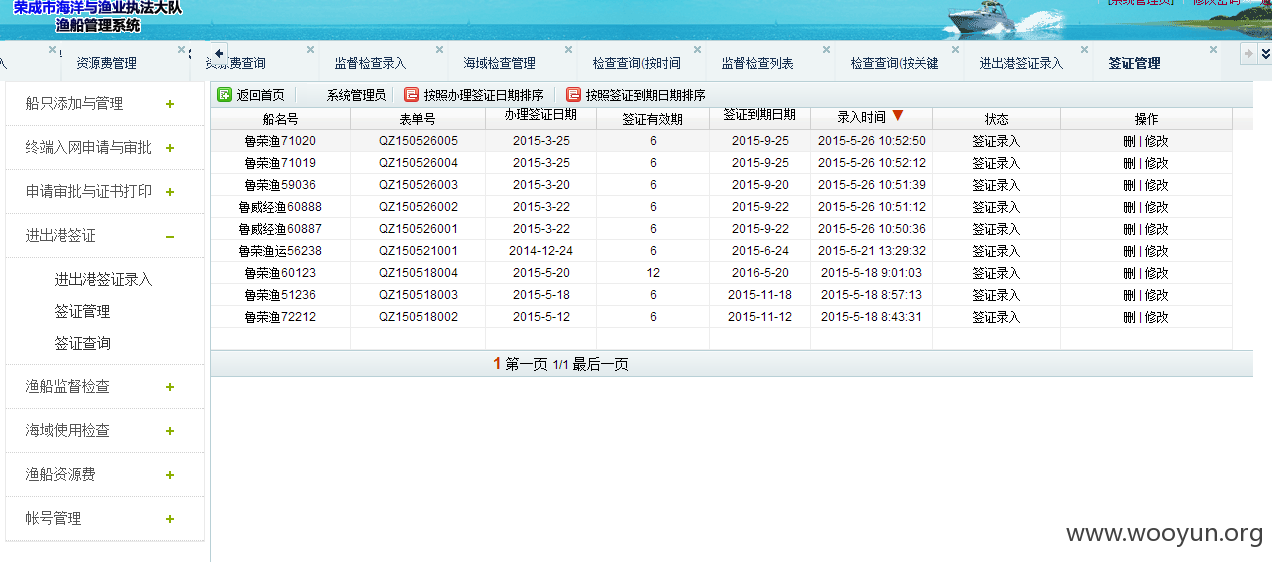 荣成市海洋与渔业执法大队
渔船管理系统
[系统管理员] 修改密码
资源费管理 资源费查询 监督检查录入 海域检查管理 检查查询(按时间 监督检查列表 检查查询(按关键 进出港签证录入 签证管理
返回首页 系统管理员 按照办理签证日期排序 按照签证到期日期排序
船名号 表单号 办理签证日期 签证有效期 签证到期日期 录入时间 状态 操作
鲁荣渔71020 QZ150526005 2015-3-25 6 2015-9-25 2015-5-26 10:52:50 签证录入 删 | 修改
鲁荣渔71019 QZ150526004 2015-3-25 6 2015-9-25 2015-5-26 10:52:12 签证录入 删 | 修改
鲁荣渔59036 QZ150526003 2015-3-20 6 2015-9-20 2015-5-26 10:51:39 签证录入 删 | 修改
鲁威经渔60888 QZ150526002 2015-3-22 6 2015-9-22 2015-5-26 10:51:12 签证录入 删 | 修改
鲁威经渔60887 QZ150526001 2015-3-22 6 2015-9-22 2015-5-26 10:50:36 签证录入 删 | 修改
鲁荣渔运56238 QZ150521001 2014-12-24 6 2015-6-24 2015-5-21 13:29:32 签证录入 删 | 修改
鲁荣渔60123 QZ150518004 2015-5-20 12 2016-5-20 2015-5-18 9:01:03 签证录入 删 | 修改
鲁荣渔51236 QZ150518003 2015-5-18 6 2015-11-18 2015-5-18 8:57:13 签证录入 删 | 修改
鲁荣渔72212 QZ150518002 2015-5-12 6 2015-11-12 2015-5-18 8:43:31 签证录入 删 | 修改
1 第一页 1/1 最后一页
船只添加与管理
终端入网申请与审批
申请审批与证书打印
进出港签证
进出港签证录入
签证管理
签证查询
渔船监督检查
海域使用检查
渔船资源费
帐号管理
www.wooyun.org